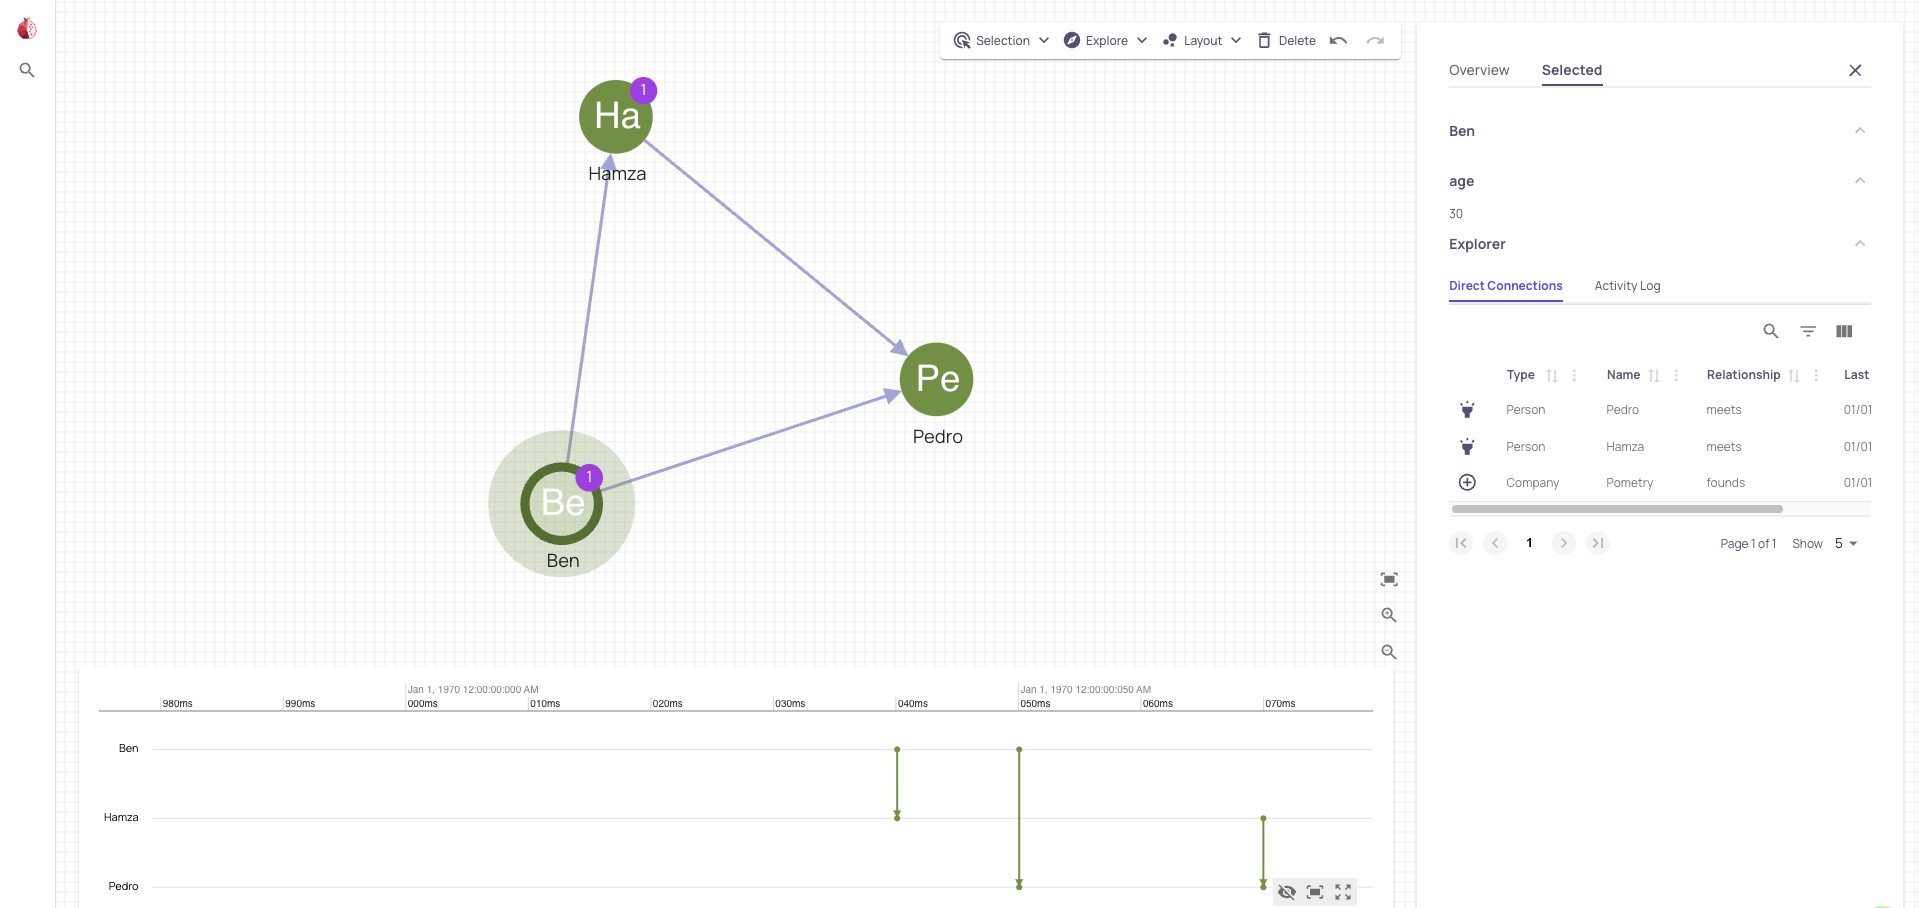 Selection Explore Layout Delete
Ha 1
Hamza
Pe
Pedro
Be 1
Ben
Overview Selected
Ben
age
30
Explorer
Direct Connections Activity Log
Type Name Relationship Last
Person Pedro meets 01/01
Person Hamza meets 01/01
Company Pometry founds 01/01
1 Page 1 of 1 Show 5
Jan 1, 1970 12:00:00:000 AM Jan 1, 1970 12:00:00:050 AM
980ms 990ms 000ms 010ms 020ms 030ms 040ms 050ms 060ms 070ms
Ben
Hamza
Pedro